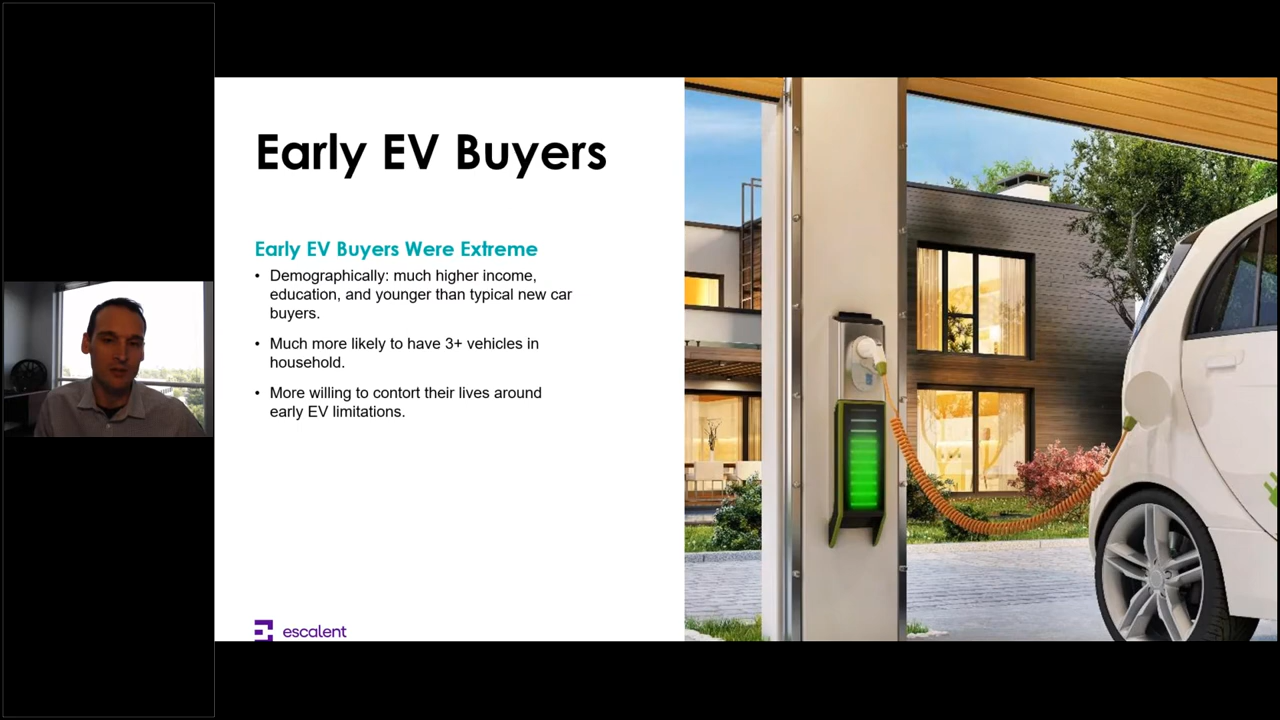 Early EV Buyers
Early EV Buyers Were Extreme
• Demographically: much higher income,
education, and younger than typical new car
buyers.
• Much more likely to have 3+ vehicles in
household.
• More willing to contort their lives around
early EV limitations.
escalent